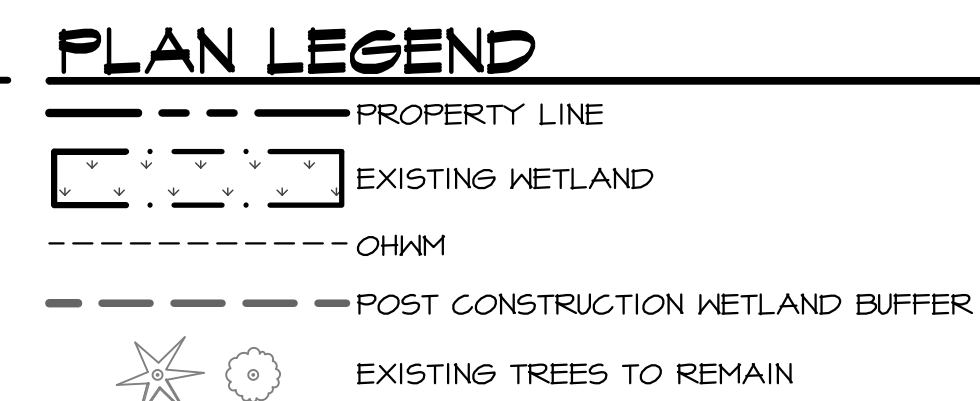 PLAN LEGEND
PROPERTY LINE
EXISTING WETLAND
OHWM
POST CONSTRUCTION WETLAND BUFFER
EXISTING TREES TO REMAIN